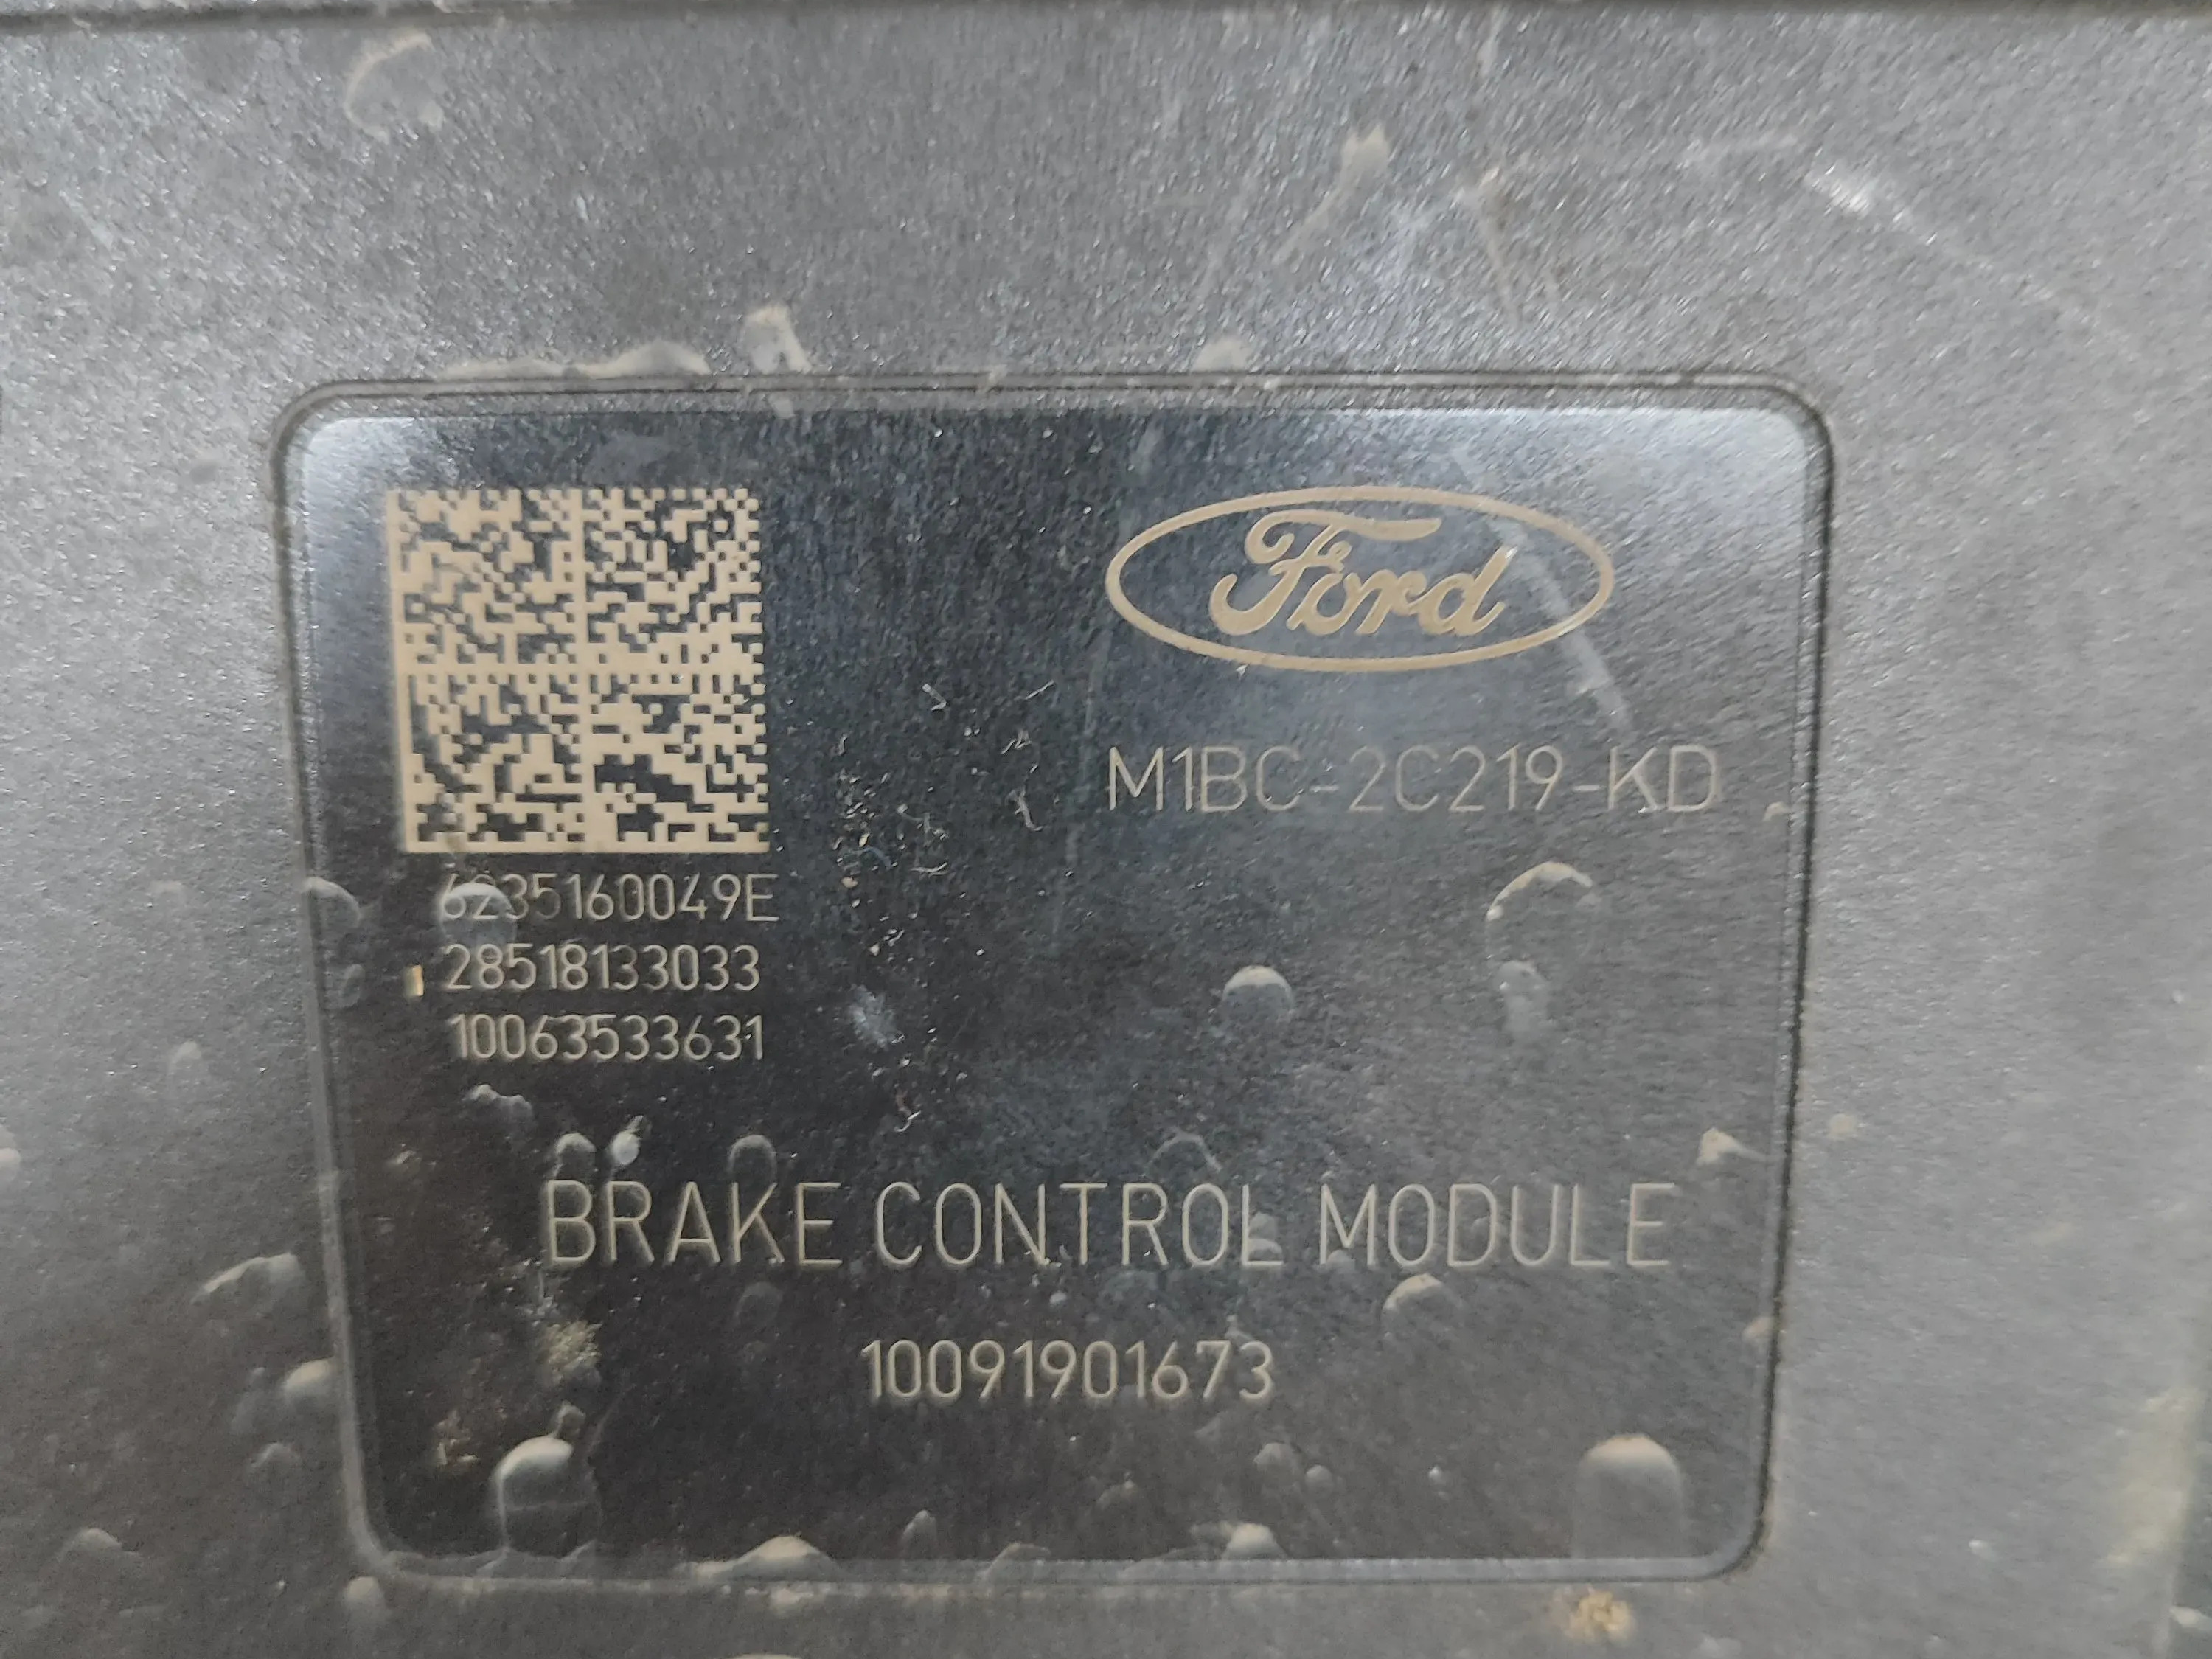 Ford
M1BC-2C219-KD
6235160049E
28518133033
10063533631
BRAKE CONTROL MODULE
10091901673